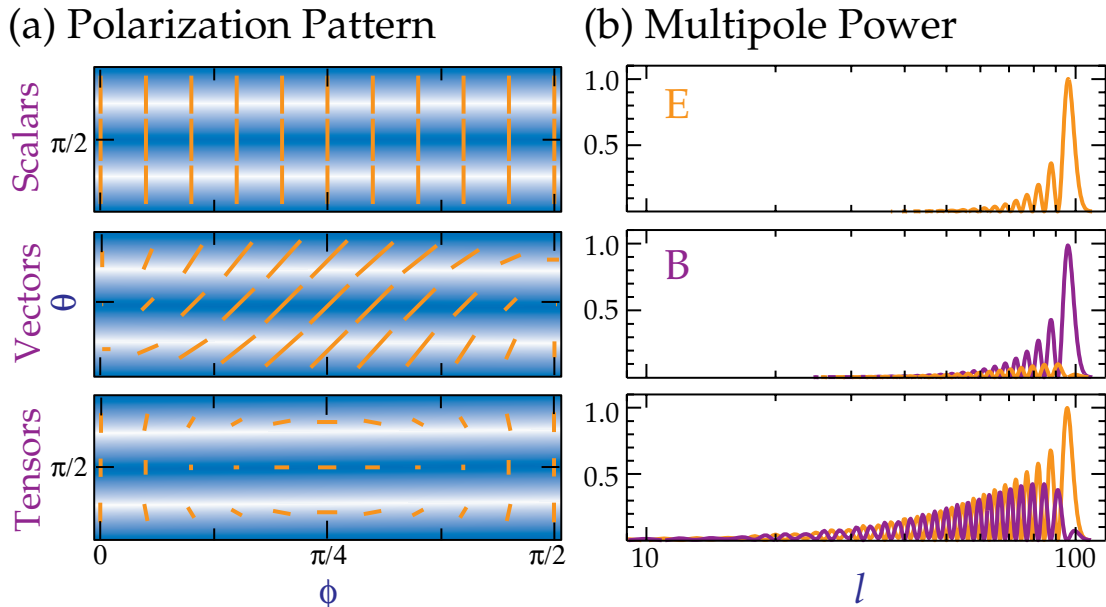 (a) Polarization Pattern
Scalars
π/2
Vectors
θ
Tensors
π/2
0
π/4
π/2
ϕ
(b) Multipole Power
1.0
0.5
E
1.0
0.5
B
1.0
0.5
10
100
l